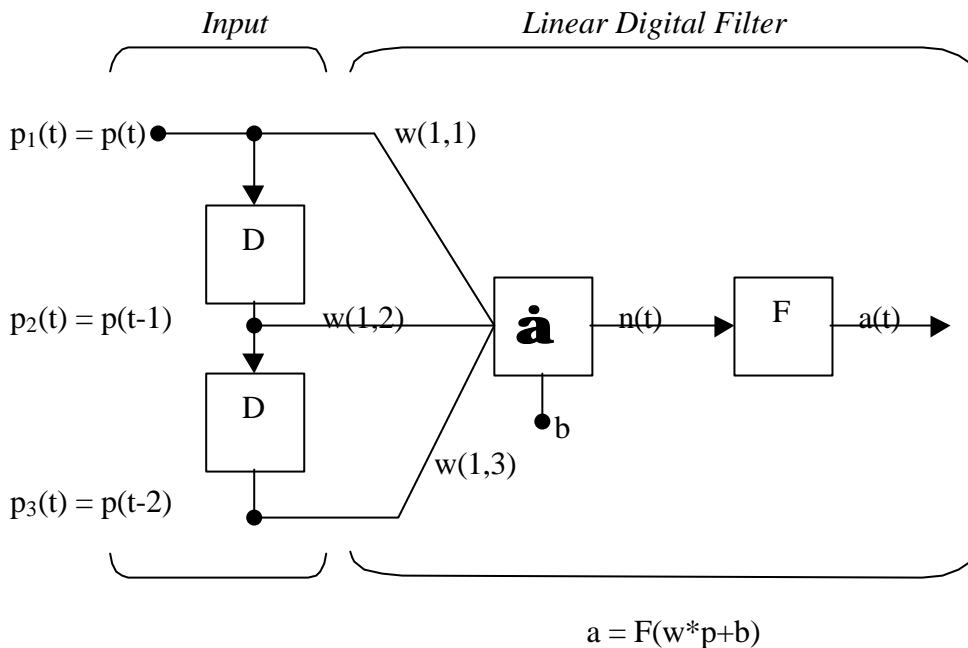 Input
Linear Digital Filter
p₁(t) = p(t)
w(1,1)
D
p₂(t) = p(t-1)
w(1,2)
ȧ
n(t)
F
a(t)
D
b
w(1,3)
p₃(t) = p(t-2)
a = F(w*p+b)